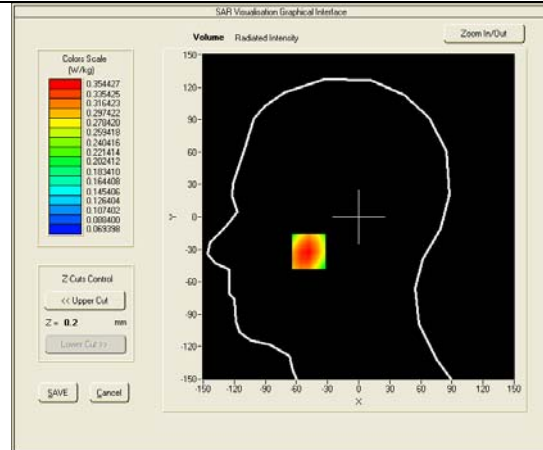 SAR Visualisation Graphical Interface
Volume Radiated Intensity
Zoom In/Out
Colors Scale
(W/kg)
0.354427
0.335425
0.316423
0.297422
0.278420
0.259418
0.240416
0.221414
0.202412
0.183410
0.164408
0.145406
0.126404
0.107402
0.088400
0.069398
Z Cuts Control
<< Upper Cut
Z = 0.2 mm
Lower Cut >>
SAVE Cancel
150
120
90
60
30
0
-30
-60
-90
-120
-150
Y
-150 -120 -90 -60 -30 0 30 60 90 120 150
X